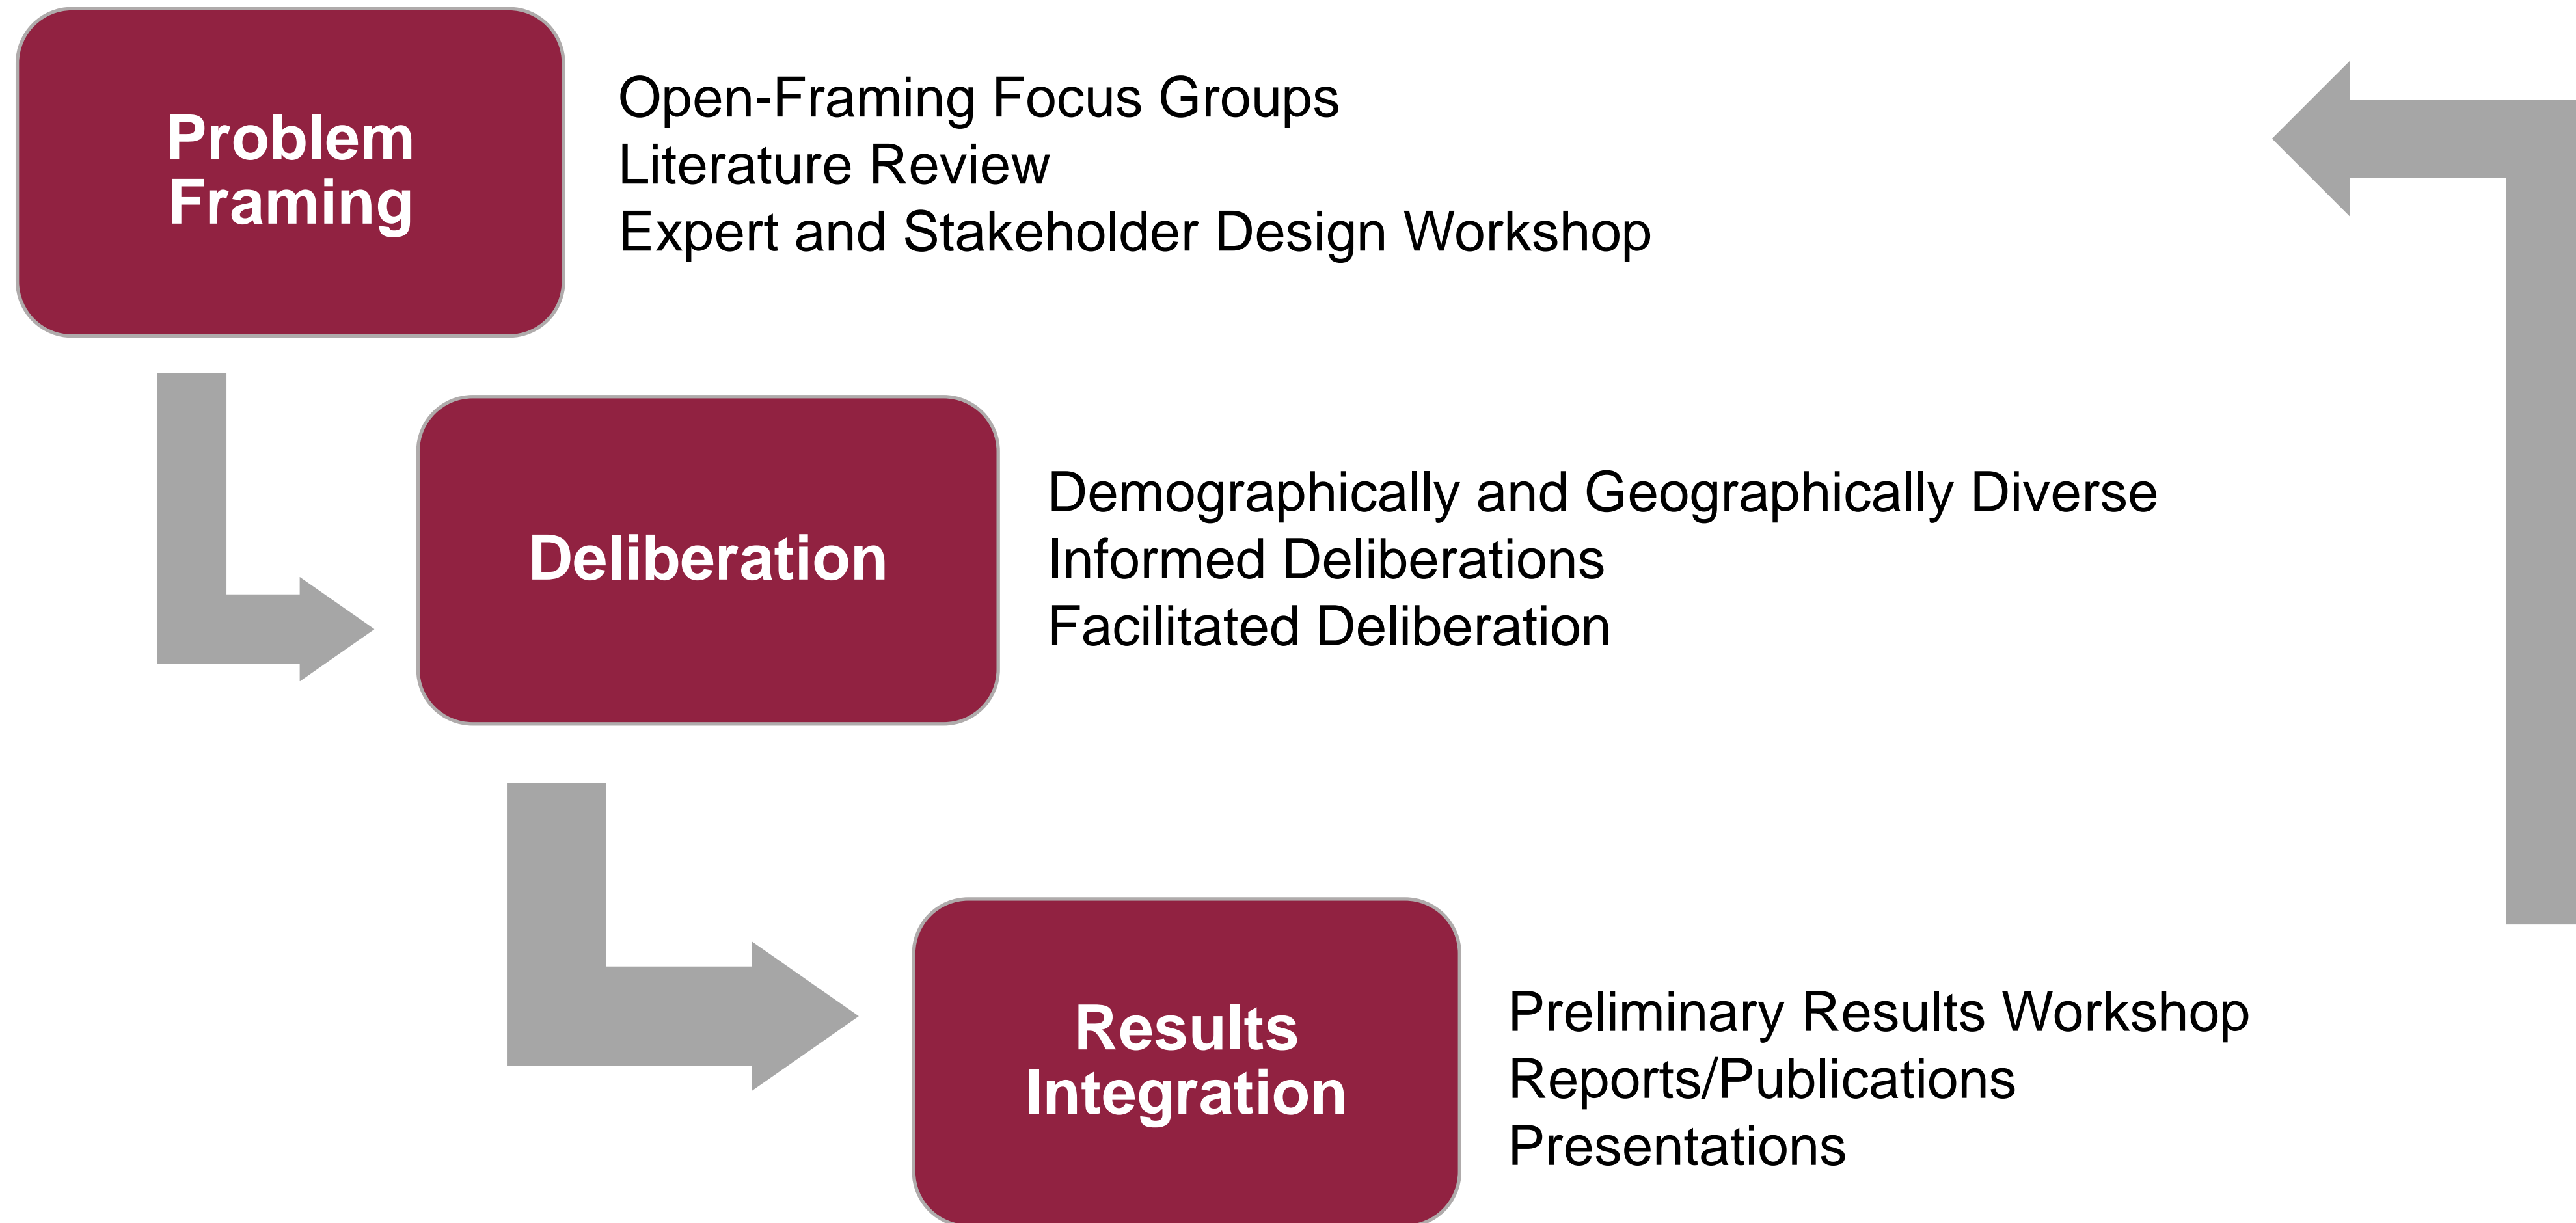 Problem
Framing
Open-Framing Focus Groups
Literature Review
Expert and Stakeholder Design Workshop
Deliberation
Demographically and Geographically Diverse
Informed Deliberations
Facilitated Deliberation
Results
Integration
Preliminary Results Workshop
Reports/Publications
Presentations